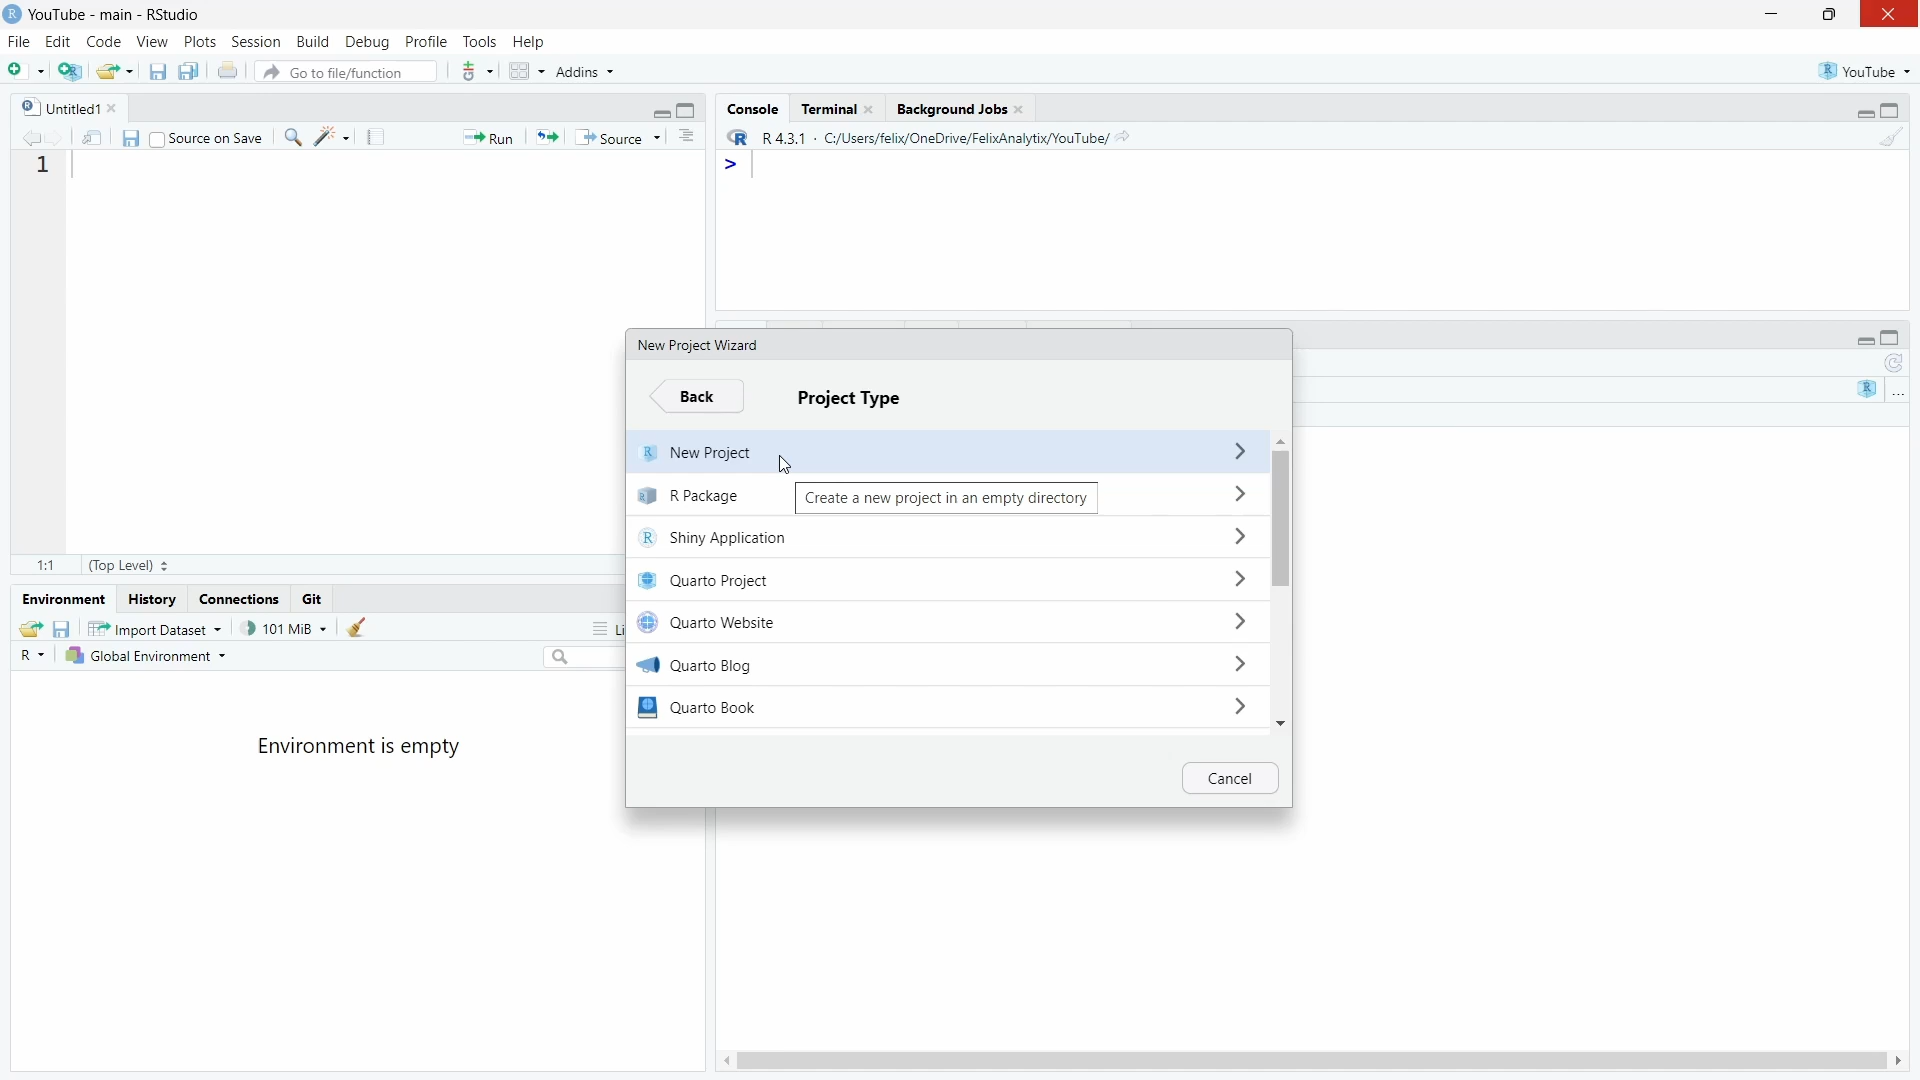 YouTube - main - RStudio
File Edit Code View Plots Session Build Debug Profile Tools Help
Go to file/function Addins YouTube
Untitled1
Source on Save Run Source
1
1:1 (Top Level)
Console Terminal Background Jobs
R 4.3.1 · C:/Users/felix/OneDrive/FelixAnalytix/YouTube/
>
Environment History Connections Git
Import Dataset 101 MiB Li
R Global Environment
Environment is empty
New Project Wizard
Back Project Type
New Project
R Package
Create a new project in an empty directory
Shiny Application
Quarto Project
Quarto Website
Quarto Blog
Quarto Book
Cancel
...